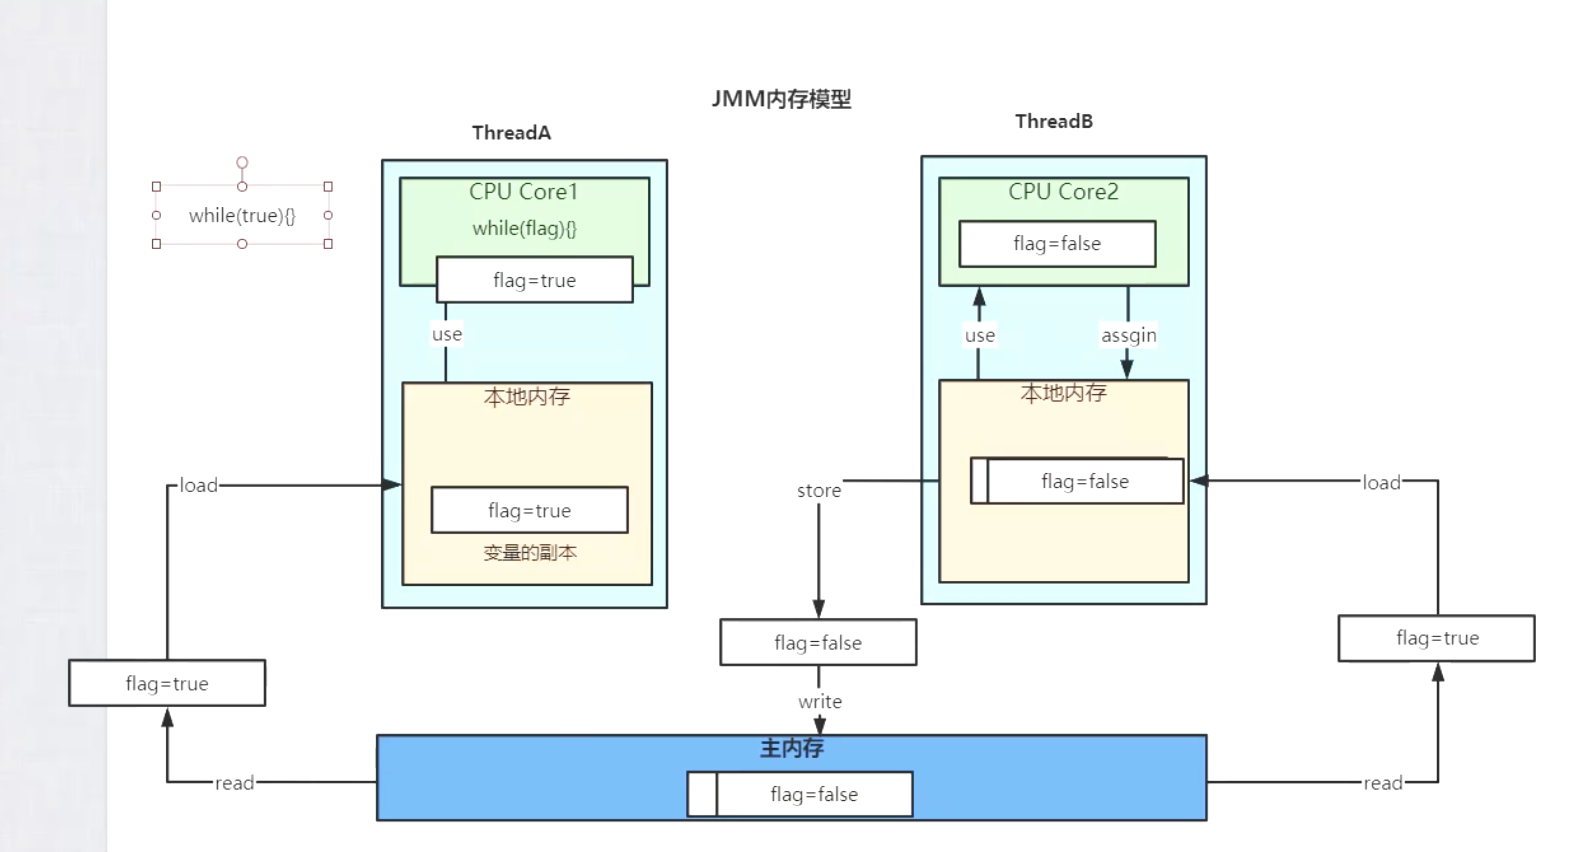 JMM内存模型
ThreadA
ThreadB
while(true){}
CPU Core1
while(flag){}
flag=true
use
本地内存
flag=true
变量的副本
CPU Core2
flag=false
use
assgin
本地内存
flag=false
load
flag=true
read
store
flag=false
write
load
flag=true
read
主内存
flag=false